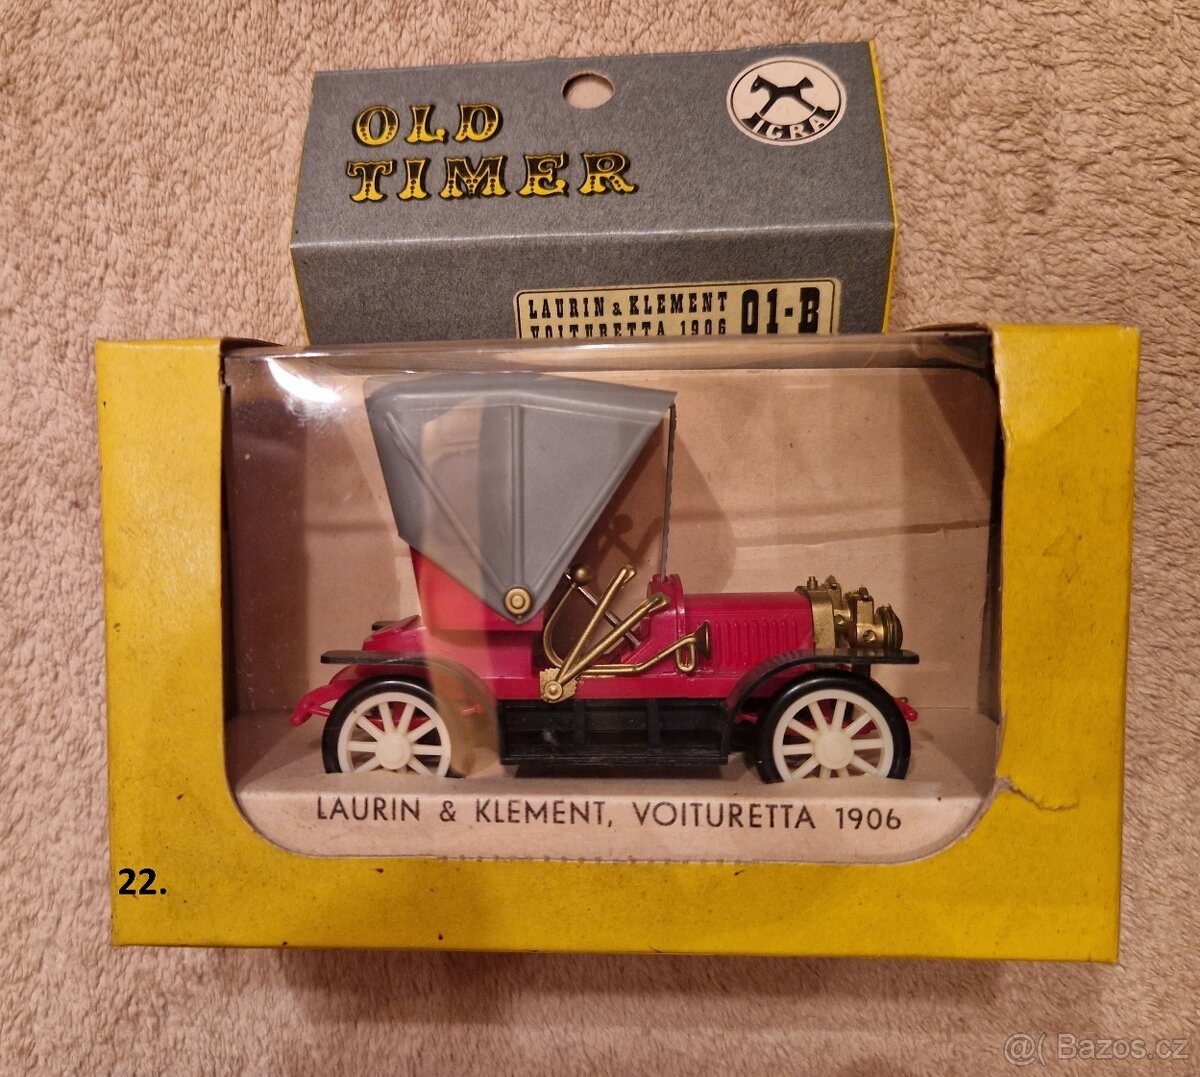 OLD
TIMER
IGRA
LAURIN & KLEMENT
VOITURETTA 1906
01-B
LAURIN & KLEMENT, VOITURETTA 1906
22.
@( Bazos.cz